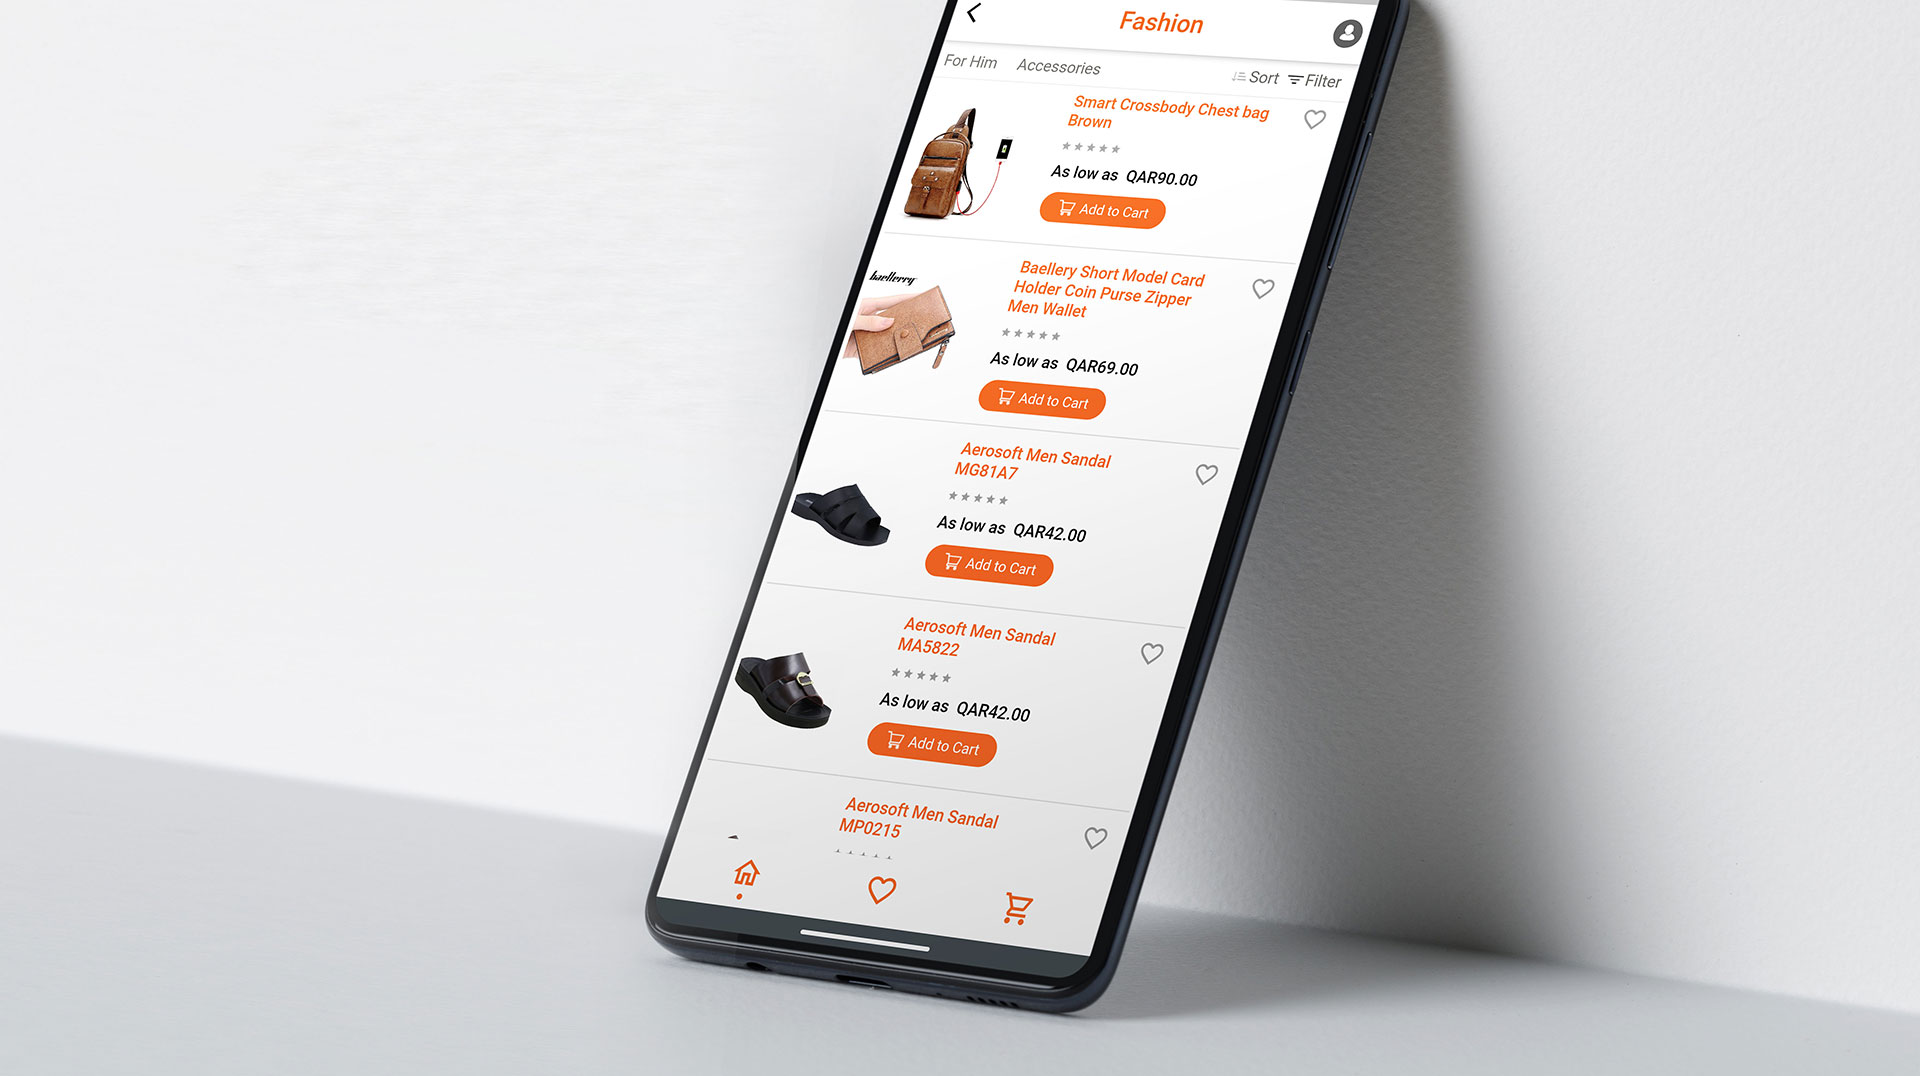 Fashion
For Him Accessories Sort Filter
Smart Crossbody Chest bag
Brown
As low as QAR90.00
Add to Cart
baellerry
Baellery Short Model Card
Holder Coin Purse Zipper
Men Wallet
As low as QAR69.00
Add to Cart
Aerosoft Men Sandal
MG81A7
As low as QAR42.00
Add to Cart
Aerosoft Men Sandal
MA5822
As low as QAR42.00
Add to Cart
Aerosoft Men Sandal
MP0215